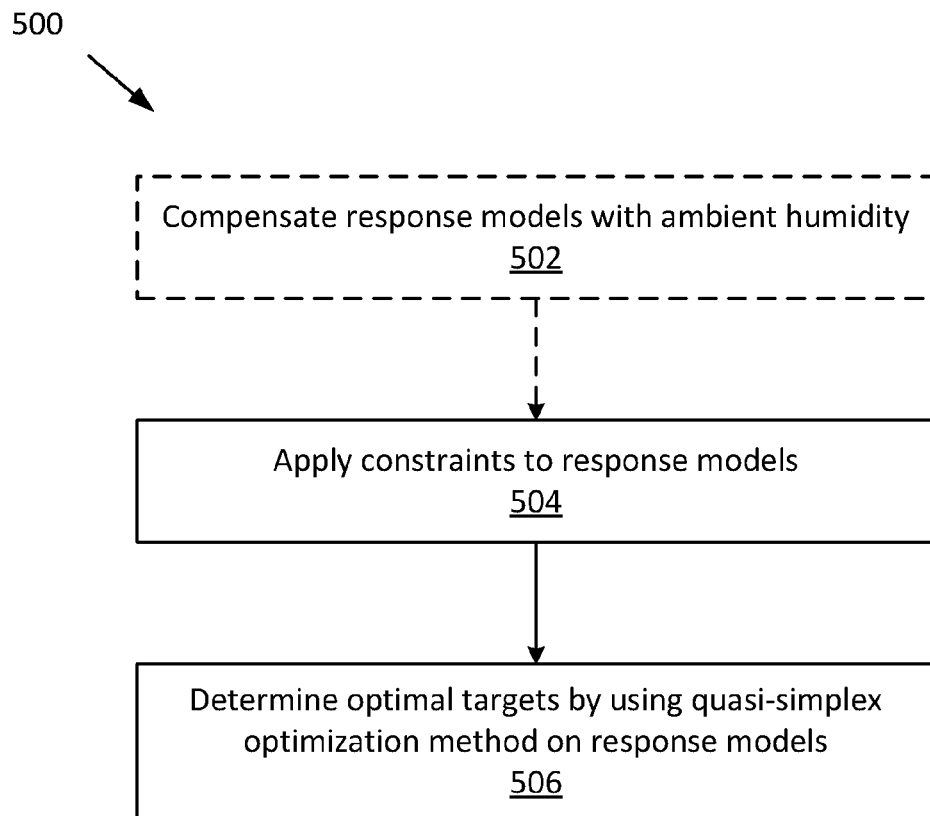 500
Compensate response models with ambient humidity
502
Apply constraints to response models
504
Determine optimal targets by using quasi-simplex
optimization method on response models
506